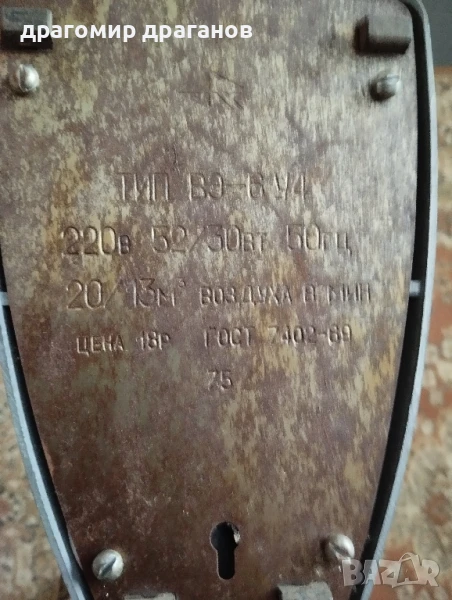 драгомир драганов
ТИП ВЭ-6 У4
220в 52/30вт 50гц
20/13м³ воздуха в мин
цена 18р гост 7402-69
75
BAZAR